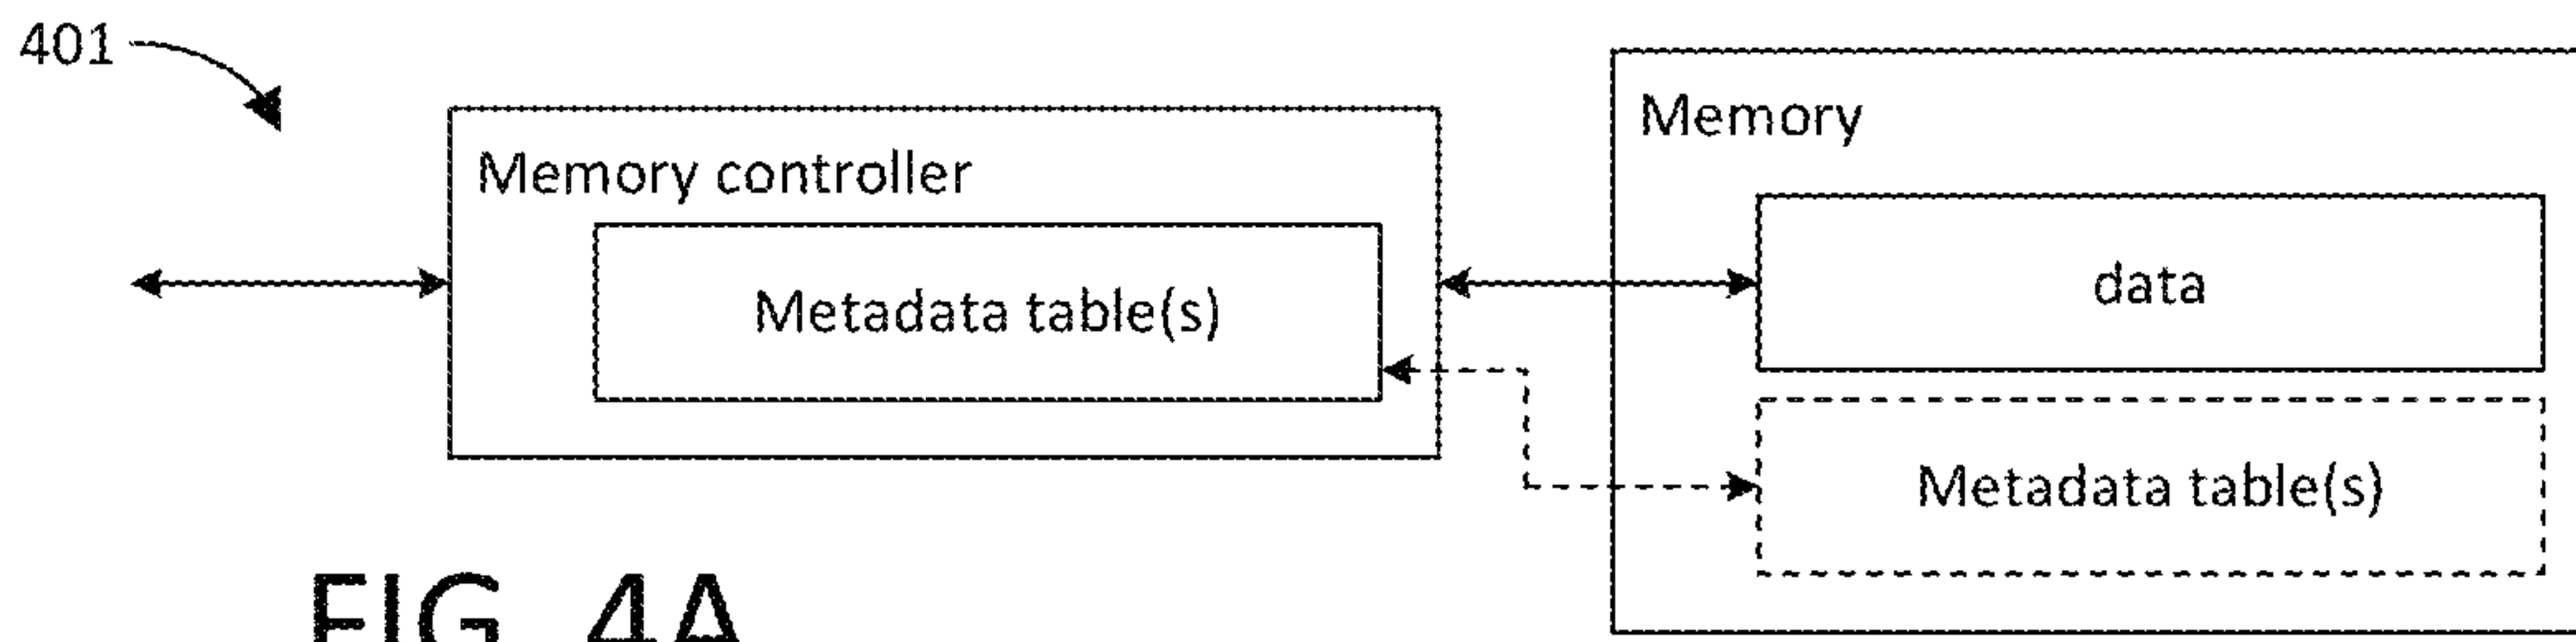 401
Memory controller
Metadata table(s)
Memory
data
Metadata table(s)
FIG. 4A